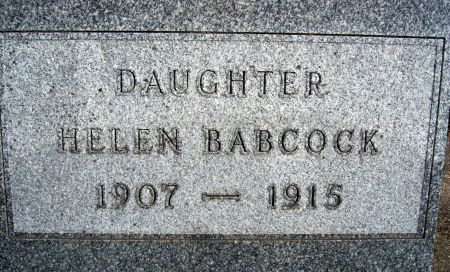 DAUGHTER
HELEN BABCOCK
1907 — 1915